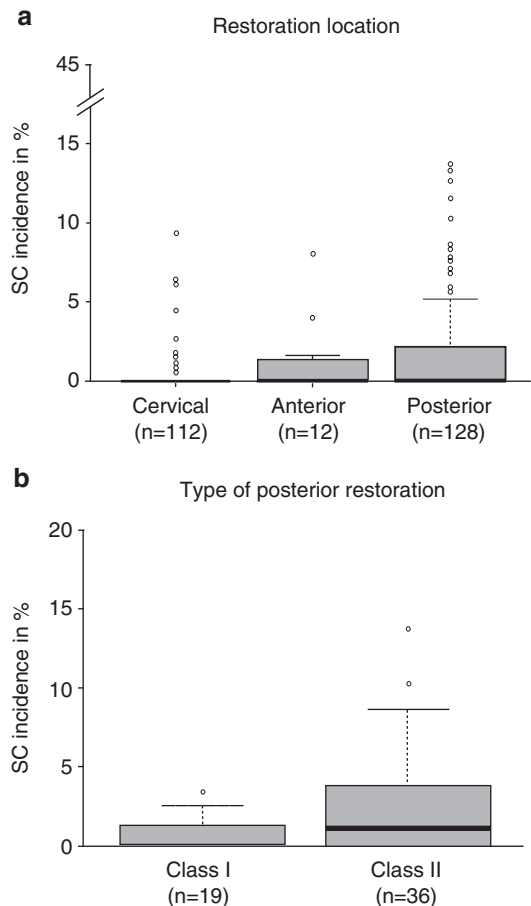 a
Restoration location
SC incidence in %
45
15
10
5
0
Cervical
(n=112)
Anterior
(n=12)
Posterior
(n=128)
b
Type of posterior restoration
SC incidence in %
20
15
10
5
0
Class I
(n=19)
Class II
(n=36)